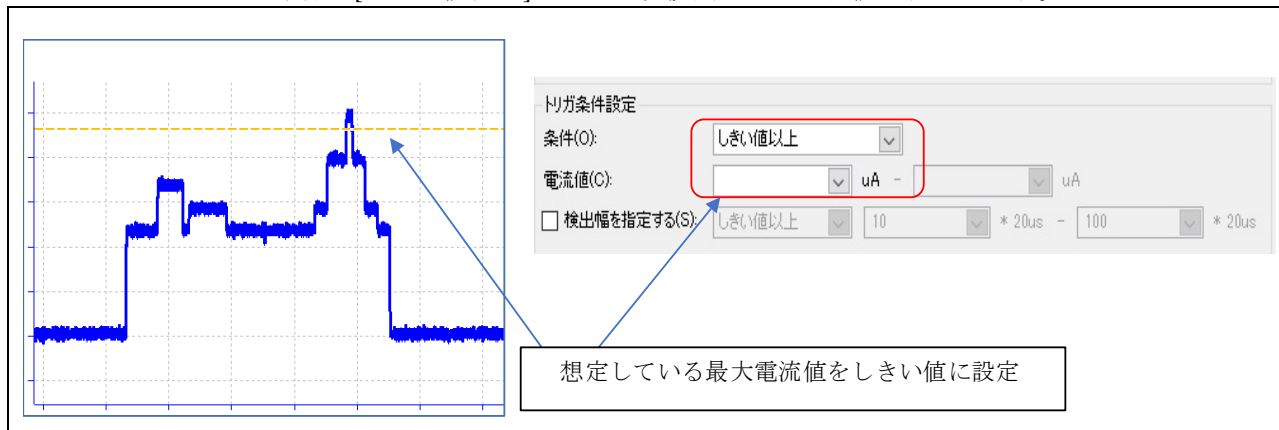 トリガ条件設定
条件(O): しきい値以上
電流値(C): uA - uA
検出幅を指定する(S): しきい値以上 10 * 20us - 100 * 20us
想定している最大電流値をしきい値に設定